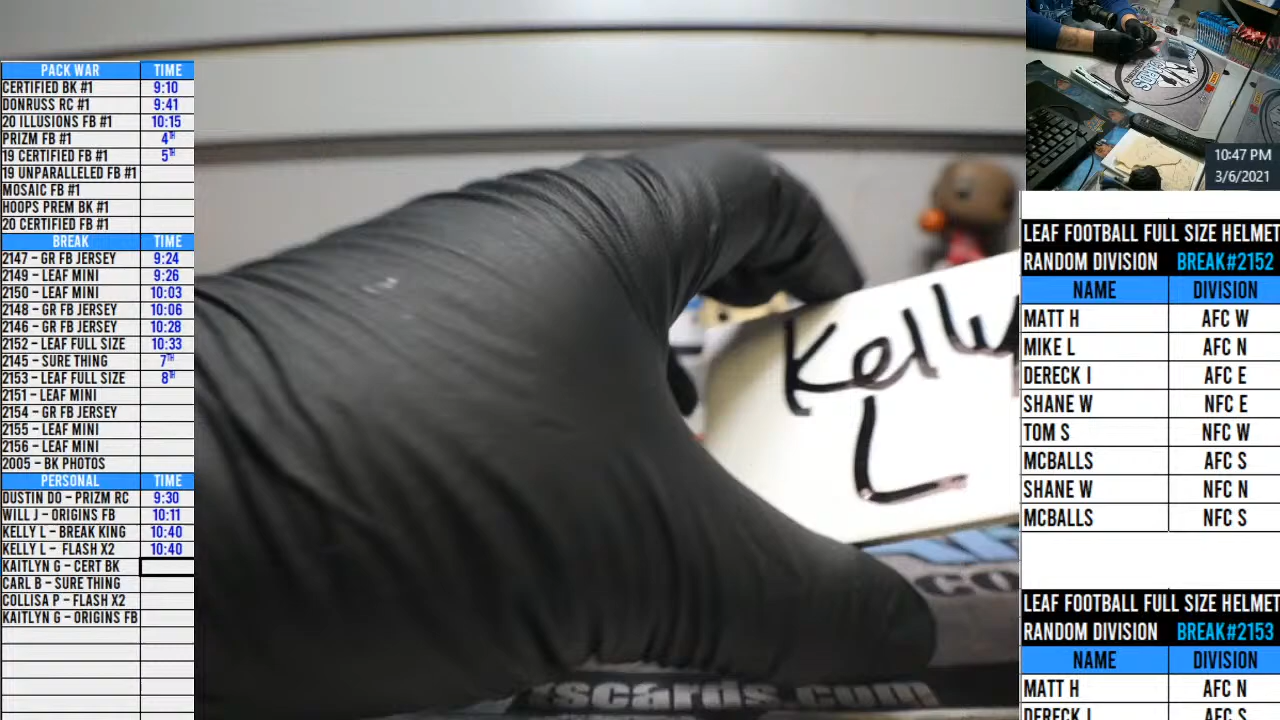 PACK WAR TIME
CERTIFIED BK #1 9:10
DONRUSS RC #1 9:41
20 ILLUSIONS FB #1 10:15
PRIZM FB #1 4TH
19 CERTIFIED FB #1 5TH
19 UNPARALLELED FB #1
MOSAIC FB #1
HOOPS PREM BK #1
20 CERTIFIED FB #1
BREAK TIME
2147 - GR FB JERSEY 9:24
2149 - LEAF MINI 9:26
2150 - LEAF MINI 10:03
2148 - GR FB JERSEY 10:06
2146 - GR FB JERSEY 10:28
2152 - LEAF FULL SIZE 10:33
2145 - SURE THING 7TH
2153 - LEAF FULL SIZE 8TH
2151 - LEAF MINI
2154 - GR FB JERSEY
2155 - LEAF MINI
2156 - LEAF MINI
2005 - BK PHOTOS
PERSONAL TIME
DUSTIN DO - PRIZM RC 9:30
WILL J - ORIGINS FB 10:11
KELLY L - BREAK KING 10:40
KELLY L - FLASH X2 10:40
KAITLYN G - CERT BK
CARL B - SURE THING
COLLISA P - FLASH X2
KAITLYN G - ORIGINS FB
Kelly
L
tscards.com
10:47 PM
3/6/2021
LEAF FOOTBALL FULL SIZE HELMET
RANDOM DIVISION BREAK#2152
NAME DIVISION
MATT H AFC W
MIKE L AFC N
DERECK I AFC E
SHANE W NFC E
TOM S NFC W
MCBALLS AFC S
SHANE W NFC N
MCBALLS NFC S
LEAF FOOTBALL FULL SIZE HELMET
RANDOM DIVISION BREAK#2153
NAME DIVISION
MATT H AFC N
DERECK I AFC S